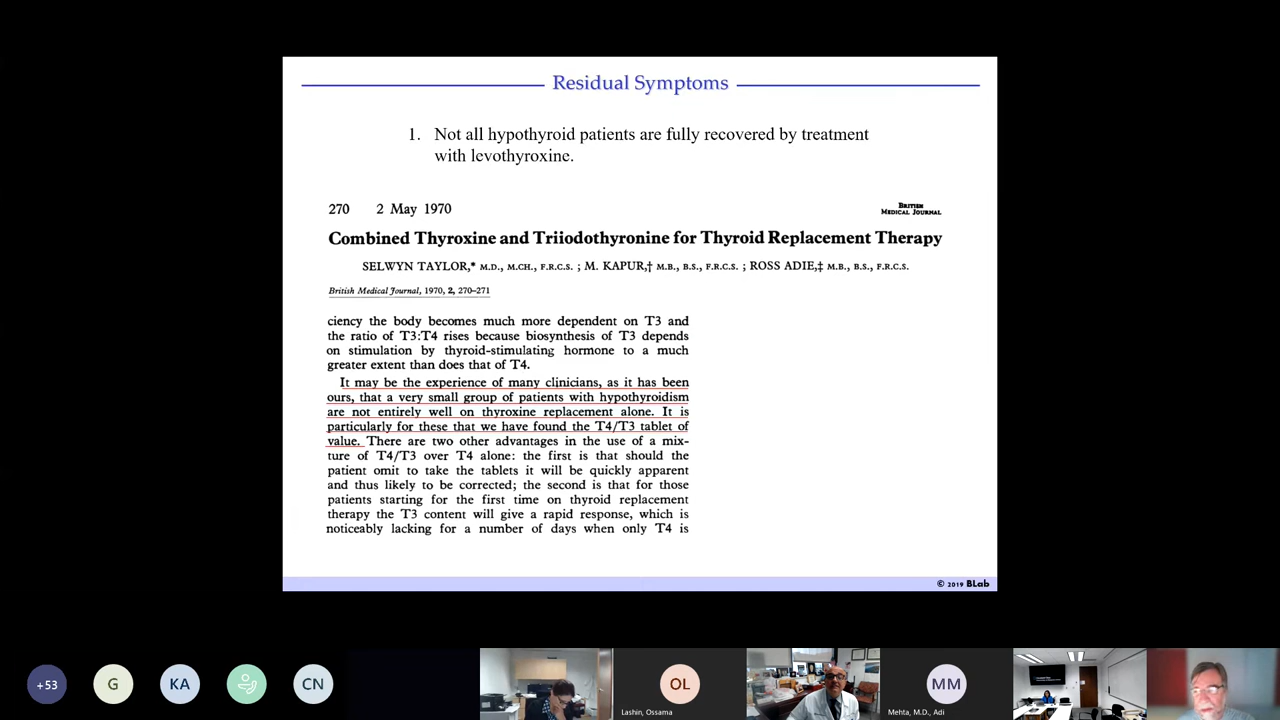 Residual Symptoms
1. Not all hypothyroid patients are fully recovered by treatment
with levothyroxine.
270 2 May 1970
BRITISH
MEDICAL JOURNAL
Combined Thyroxine and Triiodothyronine for Thyroid Replacement Therapy
SELWYN TAYLOR,* M.D., M.CH., F.R.C.S. ; M. KAPUR,† M.B., B.S., F.R.C.S. ; ROSS ADIE,‡ M.B., B.S., F.R.C.S.
British Medical Journal, 1970, 2, 270–271
ciency the body becomes much more dependent on T3 and
the ratio of T3:T4 rises because biosynthesis of T3 depends
on stimulation by thyroid-stimulating hormone to a much
greater extent than does that of T4.
It may be the experience of many clinicians, as it has been
ours, that a very small group of patients with hypothyroidism
are not entirely well on thyroxine replacement alone. It is
particularly for these that we have found the T4/T3 tablet of
value. There are two other advantages in the use of a mix-
ture of T4/T3 over T4 alone: the first is that should the
patient omit to take the tablets it will be quickly apparent
and thus likely to be corrected; the second is that for those
patients starting for the first time on thyroid replacement
therapy the T3 content will give a rapid response, which is
noticeably lacking for a number of days when only T4 is
© 2019 BLab
+53
G
KA
CN
OL
Lashin, Ossama
MM
Mehta, M.D., Adi